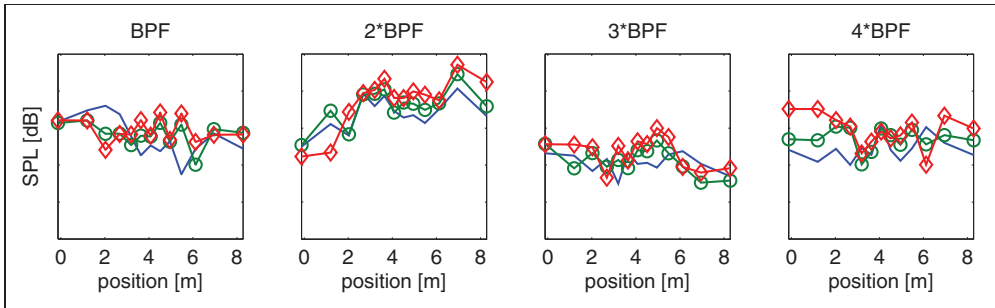 BPF
2*BPF
3*BPF
4*BPF
SPL [dB]
0 2 4 6 8
0 2 4 6 8
0 2 4 6 8
0 2 4 6 8
position [m]
position [m]
position [m]
position [m]